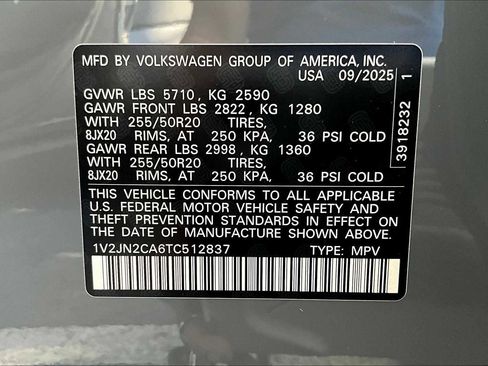 MFD BY VOLKSWAGEN GROUP OF AMERICA, INC.
USA 09/2025
GVWR LBS 5710, KG 2590
GAWR FRONT LBS 2822, KG 1280
WITH 255/50R20 TIRES,
8JX20 RIMS, AT 250 KPA, 36 PSI COLD
GAWR REAR LBS 2998, KG 1360
WITH 255/50R20 TIRES,
8JX20 RIMS, AT 250 KPA, 36 PSI COLD
THIS VEHICLE CONFORMS TO ALL APPLICABLE
U.S. FEDERAL MOTOR VEHICLE SAFETY AND
THEFT PREVENTION STANDARDS IN EFFECT ON
THE DATE OF MANUFACTURE SHOWN ABOVE.
1V2JN2CA6TC512837 TYPE: MPV
3918232 1